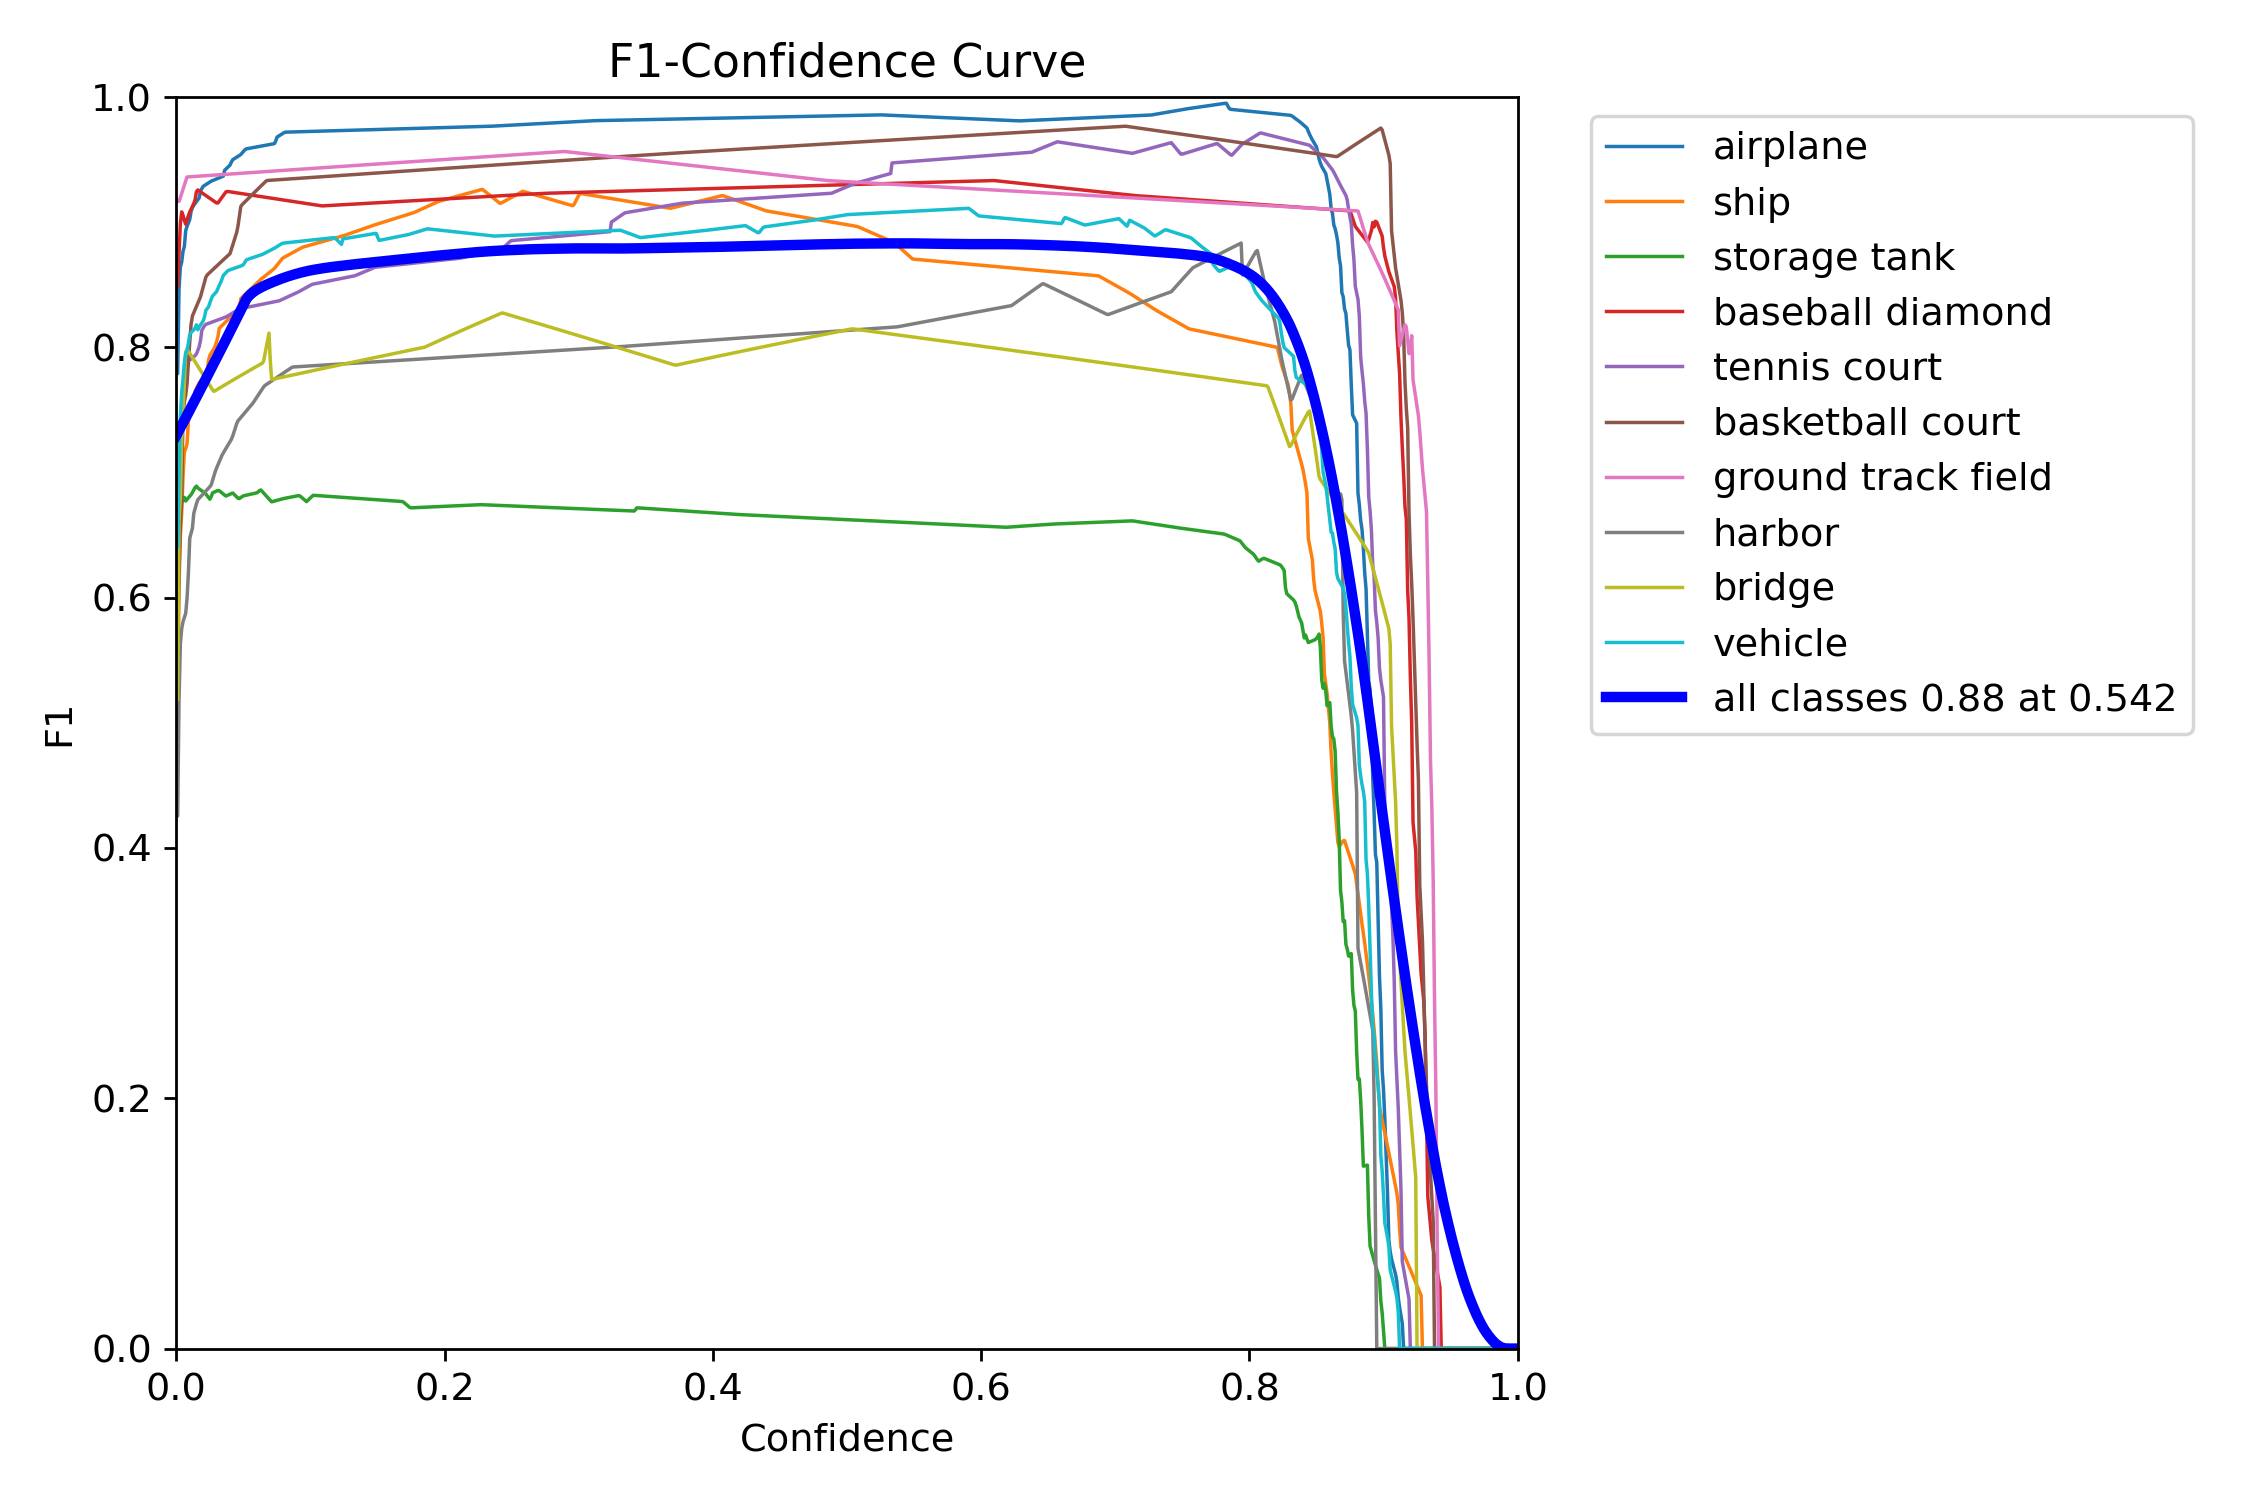 F1-Confidence Curve
1.0
0.8
0.6
0.4
0.2
0.0
F1
0.0 0.2 0.4 0.6 0.8 1.0
Confidence
airplane
ship
storage tank
baseball diamond
tennis court
basketball court
ground track field
harbor
bridge
vehicle
all classes 0.88 at 0.542